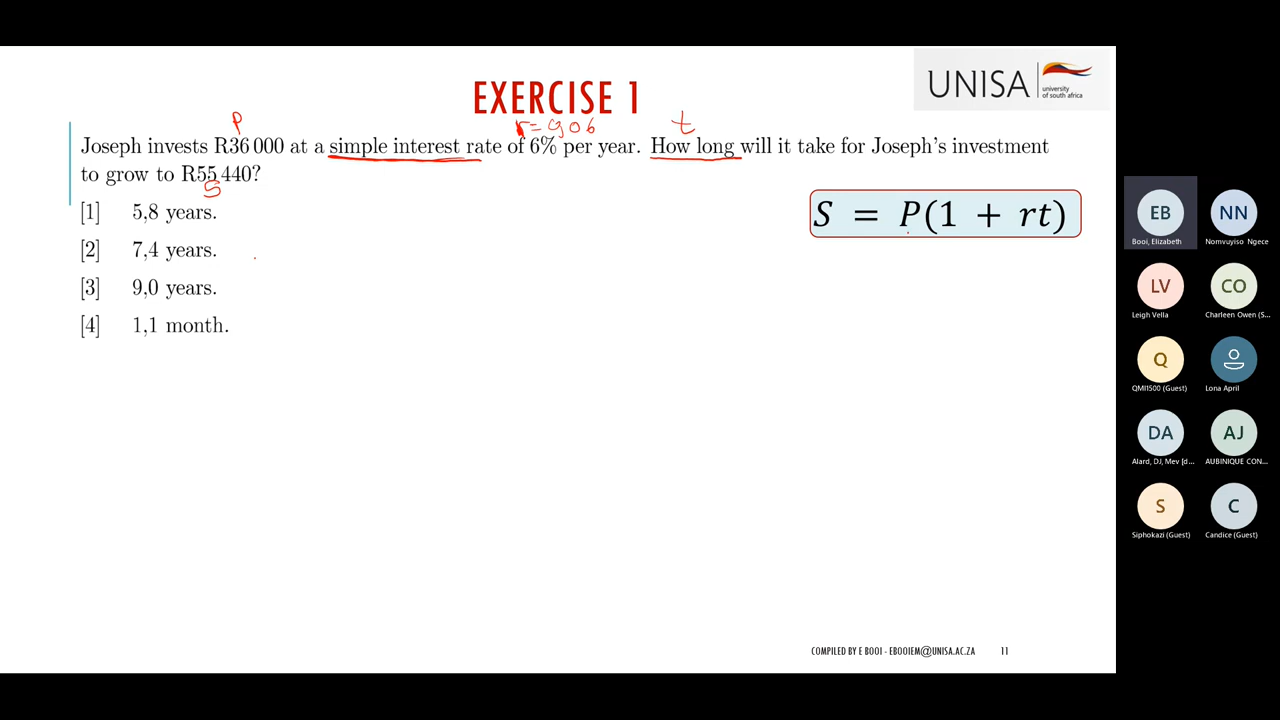 EXERCISE 1
UNISA
university
of south africa
P
r= 906
t
Joseph invests R36 000 at a simple interest rate of 6% per year. How long will it take for Joseph's investment
to grow to R55 440?
S
S = P(1 + rt)
[1] 5,8 years.
[2] 7,4 years.
[3] 9,0 years.
[4] 1,1 month.
COMPILED BY E BOOI - EBOOIEM@UNISA.AC.ZA 11
EB NN
Booi, Elizabeth Nomvuyiso Ngece
LV CO
Leigh Vella Charleen Owen (S...
Q
QMI1500 (Guest) Lona April
DA AJ
Alard, DJ, Mev [d... AUBINIQUE CON...
S C
Siphokazi (Guest) Candice (Guest)